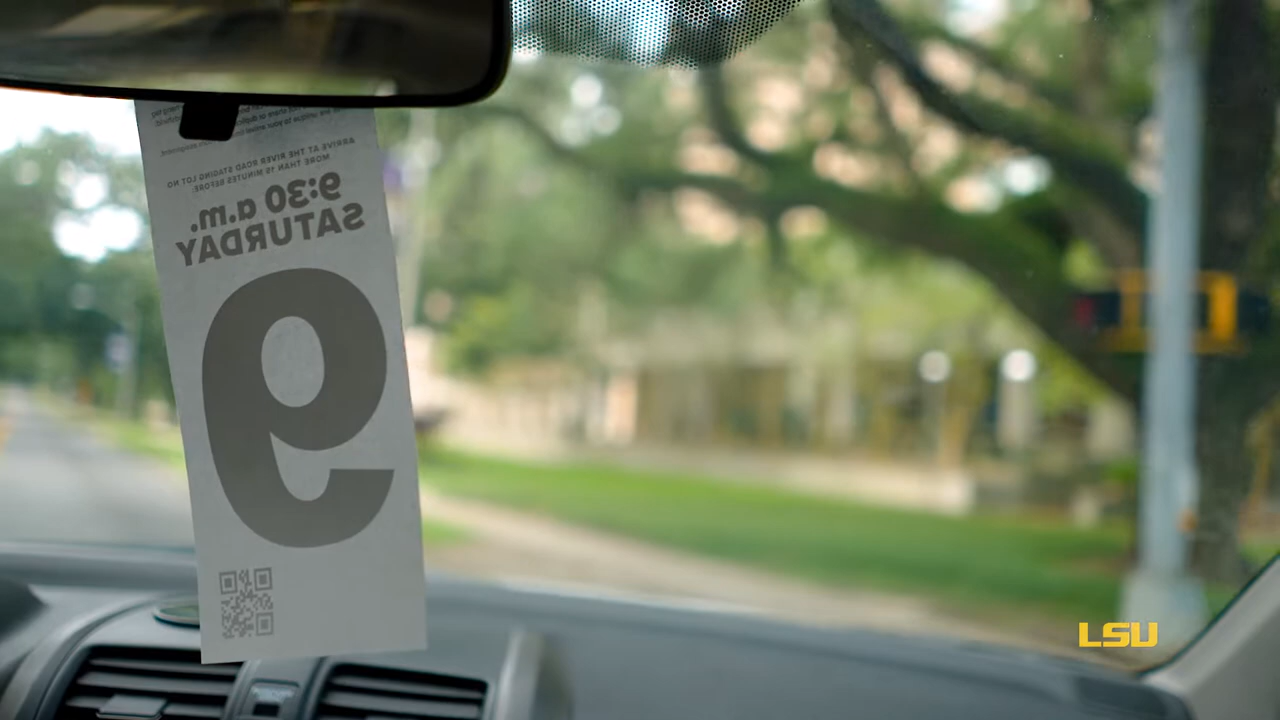 ARRIVE AT THE RIVER ROAD STAGING LOT NO
MORE THAN 15 MINUTES BEFORE:
9:30 a.m.
SATURDAY
9
LSU